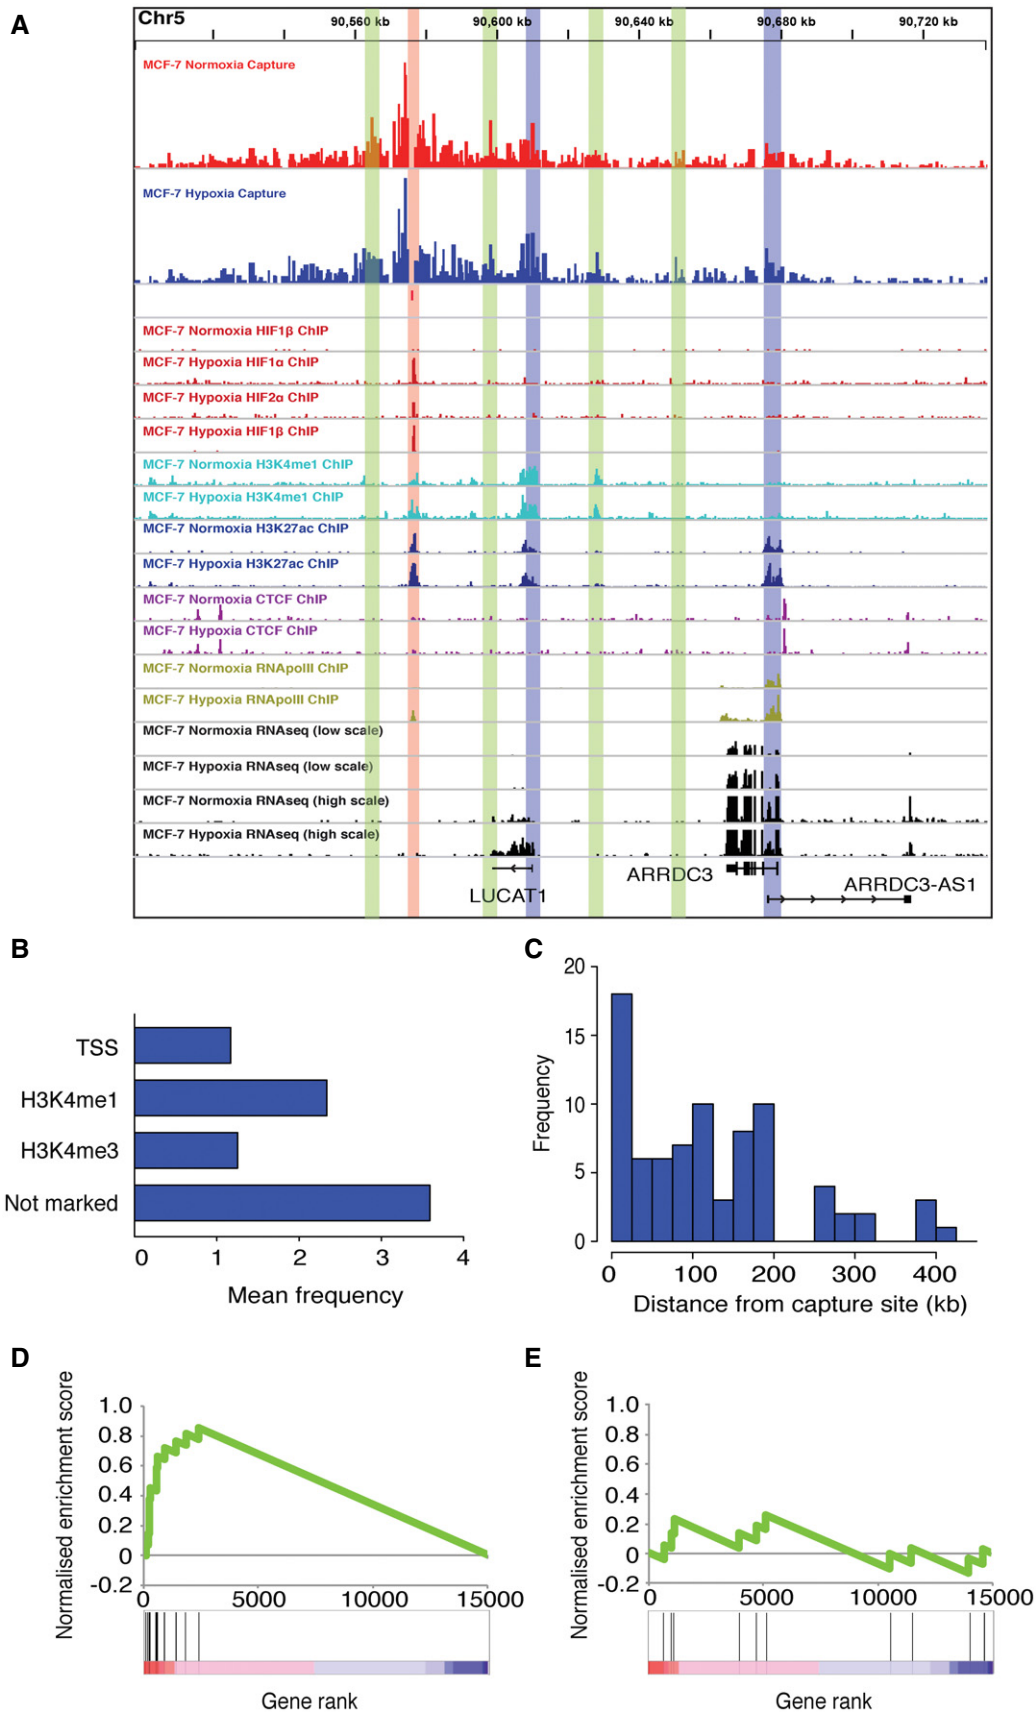 A
Chr5
90,560 kb 90,600 kb 90,640 kb 90,680 kb 90,720 kb
MCF-7 Normoxia Capture
MCF-7 Hypoxia Capture
MCF-7 Normoxia HIF1β ChIP
MCF-7 Hypoxia HIF1α ChIP
MCF-7 Hypoxia HIF2α ChIP
MCF-7 Hypoxia HIF1β ChIP
MCF-7 Normoxia H3K4me1 ChIP
MCF-7 Hypoxia H3K4me1 ChIP
MCF-7 Normoxia H3K27ac ChIP
MCF-7 Hypoxia H3K27ac ChIP
MCF-7 Normoxia CTCF ChIP
MCF-7 Hypoxia CTCF ChIP
MCF-7 Normoxia RNApolII ChIP
MCF-7 Hypoxia RNApolII ChIP
MCF-7 Normoxia RNAseq (low scale)
MCF-7 Hypoxia RNAseq (low scale)
MCF-7 Normoxia RNAseq (high scale)
MCF-7 Hypoxia RNAseq (high scale)
LUCAT1
ARRDC3
ARRDC3-AS1
B
TSS
H3K4me1
H3K4me3
Not marked
0 1 2 3 4
Mean frequency
C
Frequency
20
15
10
5
0
0 100 200 300 400
Distance from capture site (kb)
D
Normalised enrichment score
1.0
0.8
0.6
0.4
0.2
0
-0.2
0 5000 10000 15000
Gene rank
E
Normalised enrichment score
1.0
0.8
0.6
0.4
0.2
0
-0.2
0 5000 10000 15000
Gene rank